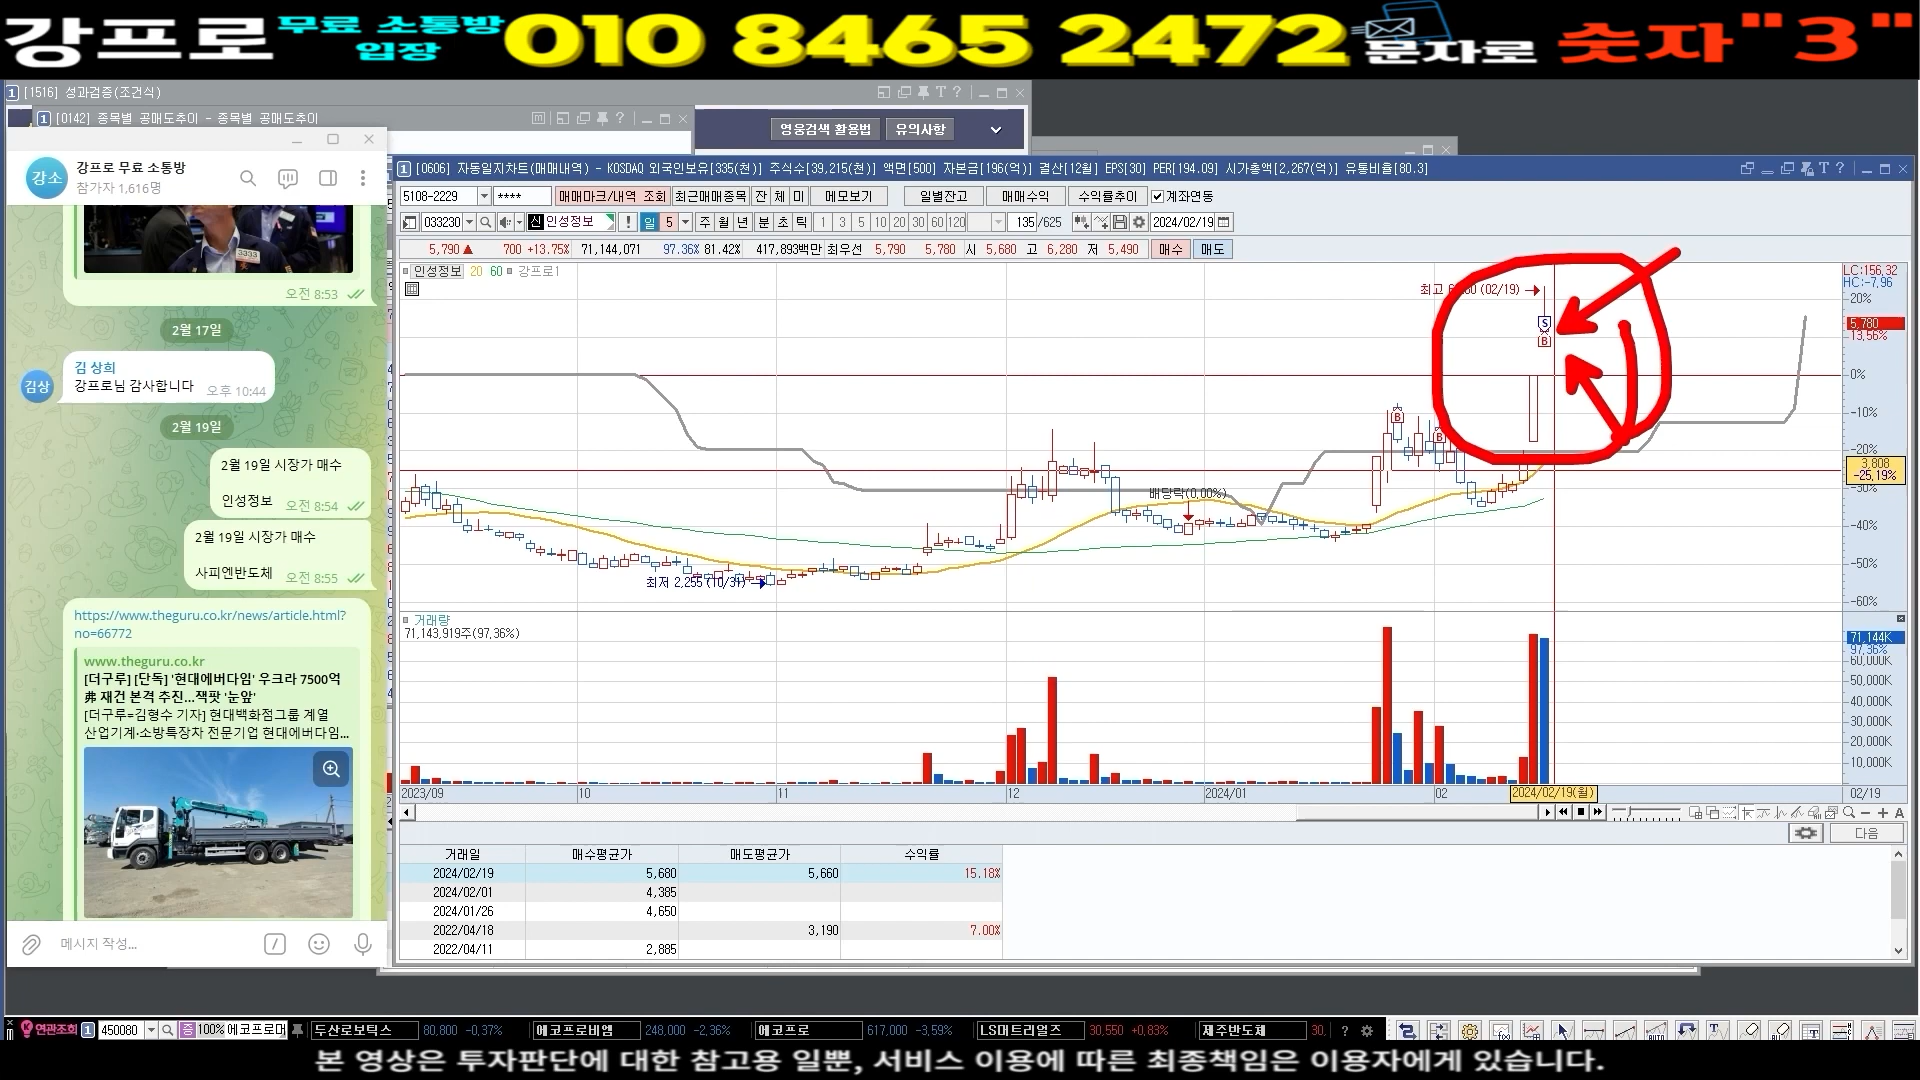 강프로 무료 소통방 입장 010 8465 2472 문자로 숫자"3"
1 [1516] 성과검증(조건식)
1 [0142] 종목별 공매도추이 - 종목별 공매도추이
영웅검색 활용법 유의사항
강소 강프로 무료 소통방
참가자 1,616명
오전 8:53
2월 17일
김 상희
김상 강프로님 감사합니다 오후 10:44
2월 19일
2월 19일 시장가 매수
인성정보 오전 8:54
2월 19일 시장가 매수
사피엔반도체 오전 8:55
https://www.theguru.co.kr/news/article.html?
no=66772
www.theguru.co.kr
[더구루] [단독] '현대에버다임' 우크라 7500억
弗 재건 본격 추진…잭팟 '눈앞'
[더구루=김형수 기자] 현대백화점그룹 계열
산업기계·소방특장차 전문기업 현대에버다임...
메시지 작성...
1 [0606] 자동일지차트(매매내역) - KOSDAQ 외국인보유[335(천)] 주식수[39,215(천)] 액면[500] 자본금[196(억)] 결산[12월] EPS[30] PER[194.09] 시가총액[2,267(억)] 유통비율[80.3]
5108-2229 **** 매매마크/내역 조회 최근매매종목 잔 체 미 메모보기 일별잔고 매매수익 수익률추이 계좌연동
033230 신 인성정보 ! 일 5 주 월 년 분 초 틱 1 3 5 10 20 30 60 120 135 /625 2024/02/19
5,790 ▲ 700 +13.75% 71,144,071 97.36% 81.42% 417,893백만 최우선 5,790 5,780 시 5,680 고 6,280 저 5,490 매수 매도
인성정보 20 60 강프로1
LC:156.32
HC:-7.96
20%
최고 (02/19)
S
B
5,780
13.56%
0%
-10%
-20%
3,808
-25.19%
-30%
-40%
-50%
-60%
B
B
배당락(0.00%)
최저 2,255 (10/31)
거래량
71,143,919주(97.36%)
71,144K
97.36%
60,000K
50,000K
40,000K
30,000K
20,000K
10,000K
2023/09 10 11 12 2024/01 02 2024/02/19(월) 02/19
다음
거래일 매수평균가 매도평균가 수익률
2024/02/19 5,680 5,660 15.18%
2024/02/01 4,385
2024/01/26 4,650
2022/04/18 3,190 7.00%
2022/04/11 2,885
연관조회 1 450080 증 100% 에코프로머 두산로보틱스 80,800 -0.37% 에코프로비엠 248,000 -2.36% 에코프로 617,000 -3.59% LS머트리얼즈 30,550 +0.83% 제주반도체 30,
본 영상은 투자판단에 대한 참고용 일뿐, 서비스 이용에 따른 최종책임은 이용자에게 있습니다.